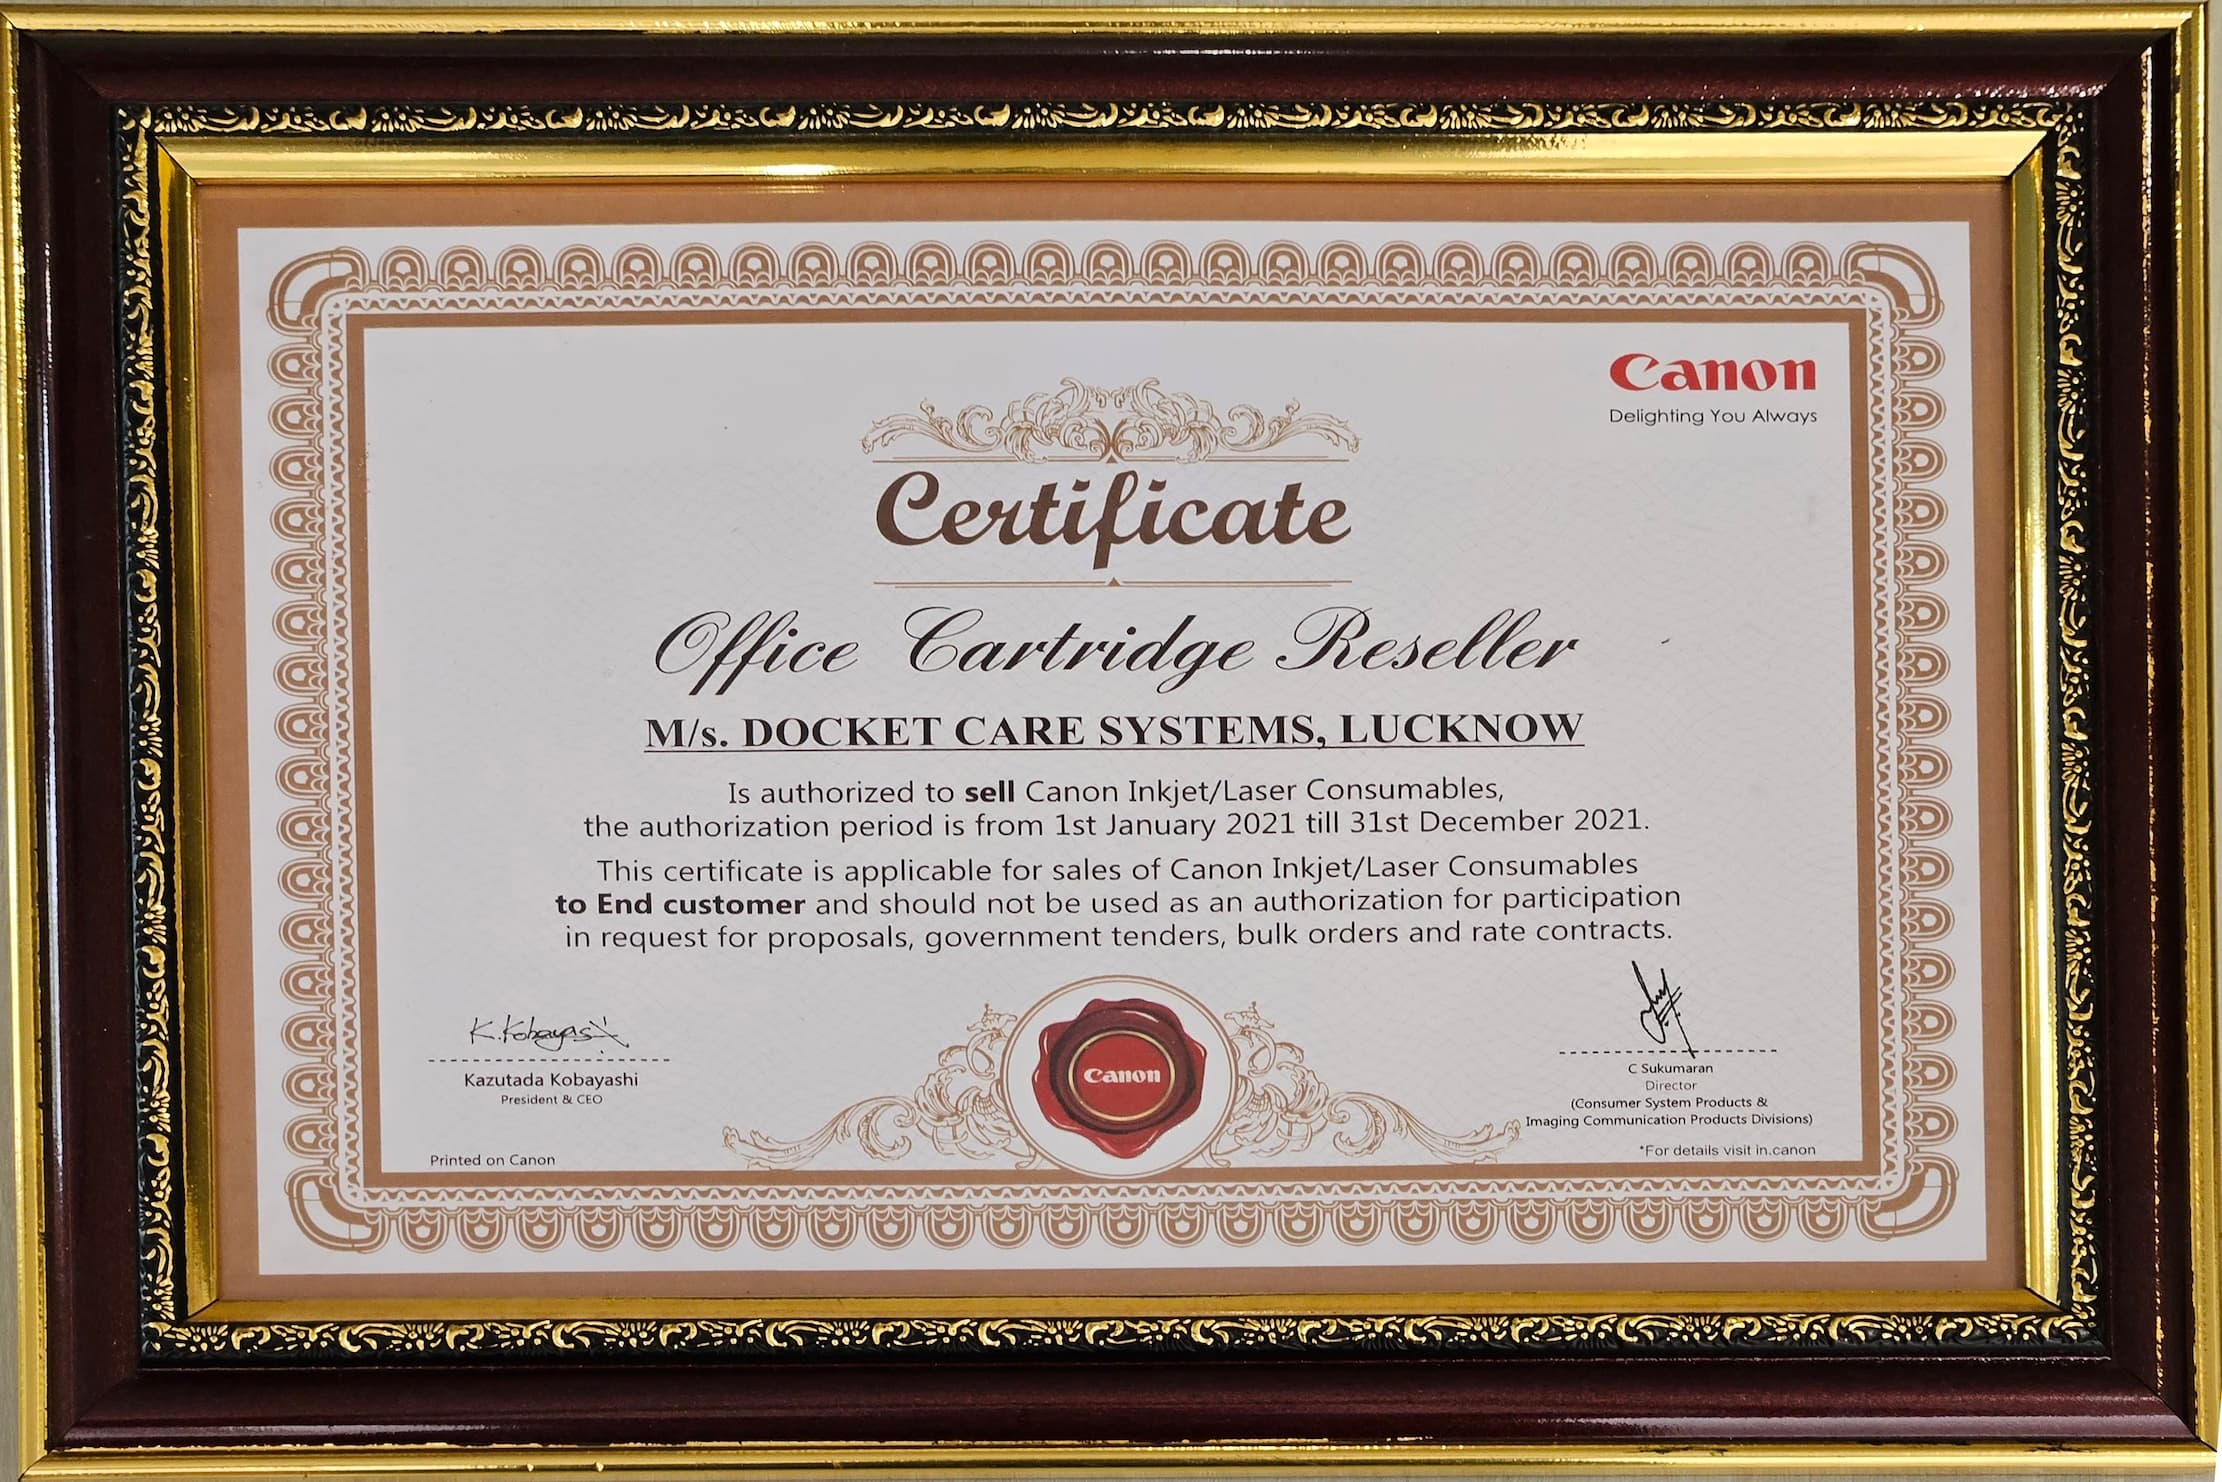 Canon
Delighting You Always
Certificate
Office Cartridge Reseller
M/s. DOCKET CARE SYSTEMS, LUCKNOW
Is authorized to sell Canon Inkjet/Laser Consumables,
the authorization period is from 1st January 2021 till 31st December 2021.
This certificate is applicable for sales of Canon Inkjet/Laser Consumables
to End customer and should not be used as an authorization for participation
in request for proposals, government tenders, bulk orders and rate contracts.
K. Kobayashi
Kazutada Kobayashi
President & CEO
Printed on Canon
Canon
C Sukumaran
Director
(Consumer System Products &
Imaging Communication Products Divisions)
*For details visit in.canon